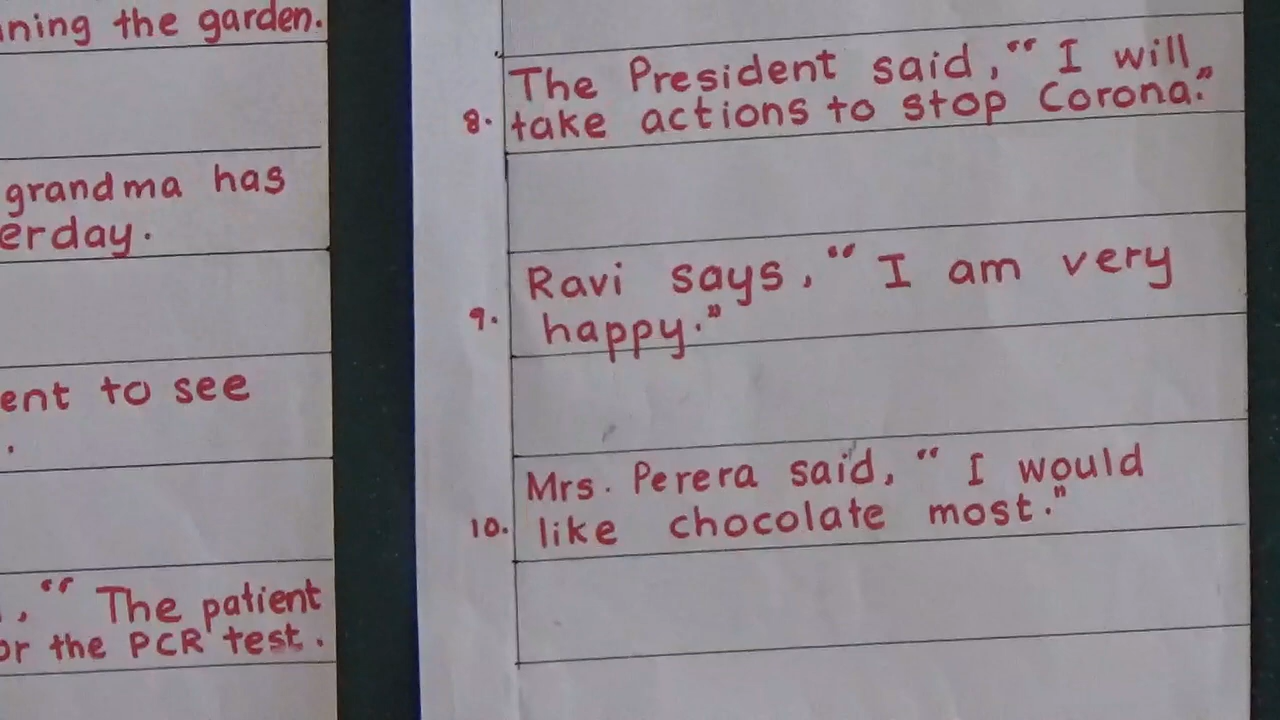 ning the garden.
grandma has
erday.
ent to see
.
," The patient
or the PCR test.
The President said, " I will
8. take actions to stop Corona."
Ravi says, " I am very
9. happy."
Mrs. Perera said, " I would
10. like chocolate most."